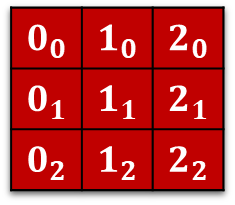 0₀ 1₀ 2₀
0₁ 1₁ 2₁
0₂ 1₂ 2₂